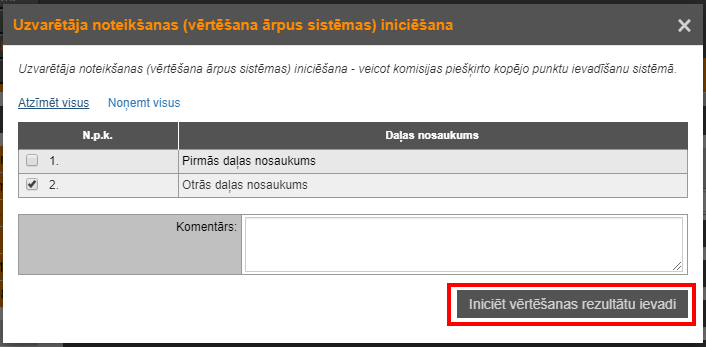 Uzvarētāja noteikšanas (vērtēšana ārpus sistēmas) iniciēšana
Uzvarētāja noteikšanas (vērtēšana ārpus sistēmas) iniciēšana - veicot komisijas piešķirto kopējo punktu ievadīšanu sistēmā.
Atzīmēt visus Noņemt visus
N.p.k. Daļas nosaukums
1. Pirmās daļas nosaukums
2. Otrās daļas nosaukums
Komentārs:
Iniciēt vērtēšanas rezultātu ievadi